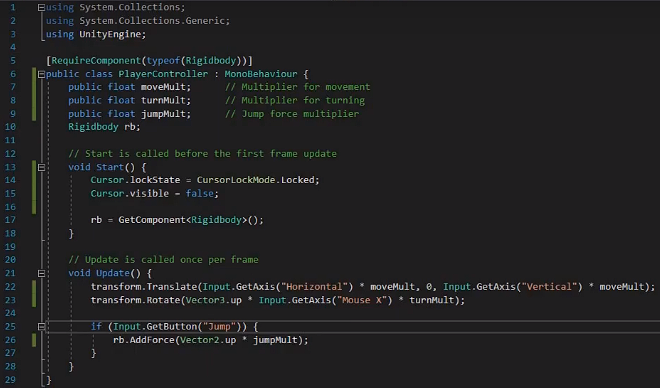 1 using System.Collections;
2 using System.Collections.Generic;
3 using UnityEngine;
4
5 [RequireComponent(typeof(Rigidbody))]
6 public class PlayerController : MonoBehaviour {
7 public float moveMult; // Multiplier for movement
8 public float turnMult; // Multiplier for turning
9 public float jumpMult; // Jump force multiplier
10 Rigidbody rb;
11
12 // Start is called before the first frame update
13 void Start() {
14 Cursor.lockState = CursorLockMode.Locked;
15 Cursor.visible = false;
16
17 rb = GetComponent<Rigidbody>();
18 }
19
20 // Update is called once per frame
21 void Update() {
22 transform.Translate(Input.GetAxis("Horizontal") * moveMult, 0, Input.GetAxis("Vertical") * moveMult);
23 transform.Rotate(Vector3.up * Input.GetAxis("Mouse X") * turnMult);
24
25 if (Input.GetButton("Jump")) {
26 rb.AddForce(Vector2.up * jumpMult);
27 }
28 }
29 }